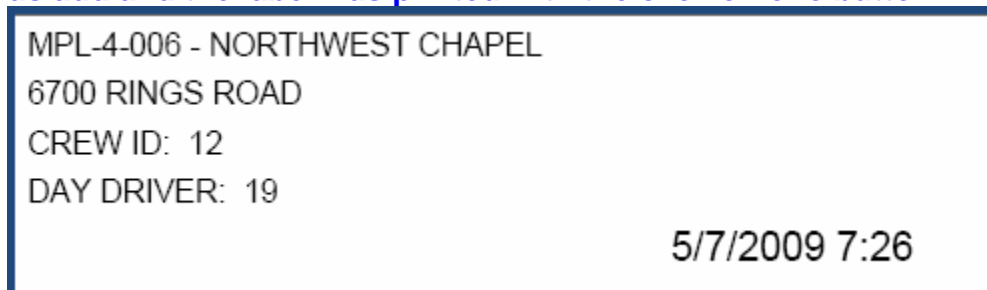 MPL-4-006 - NORTHWEST CHAPEL
6700 RINGS ROAD
CREW ID: 12
DAY DRIVER: 19
5/7/2009 7:26